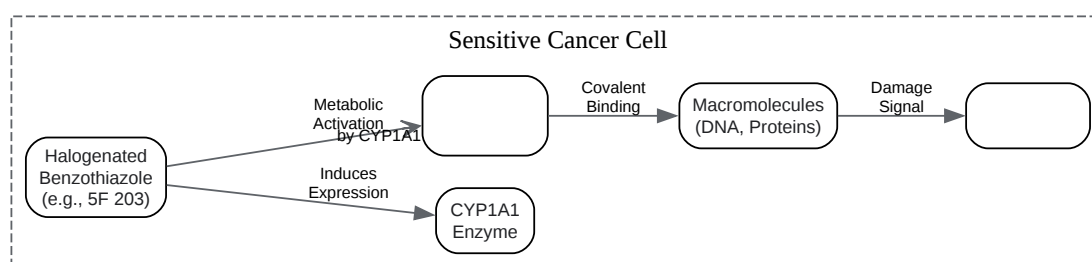 Sensitive Cancer Cell
Metabolic
Activation
by CYP1A1
Covalent
Binding
Macromolecules
(DNA, Proteins)
Damage
Signal
Halogenated
Benzothiazole
(e.g., 5F 203)
Induces
Expression
CYP1A1
Enzyme